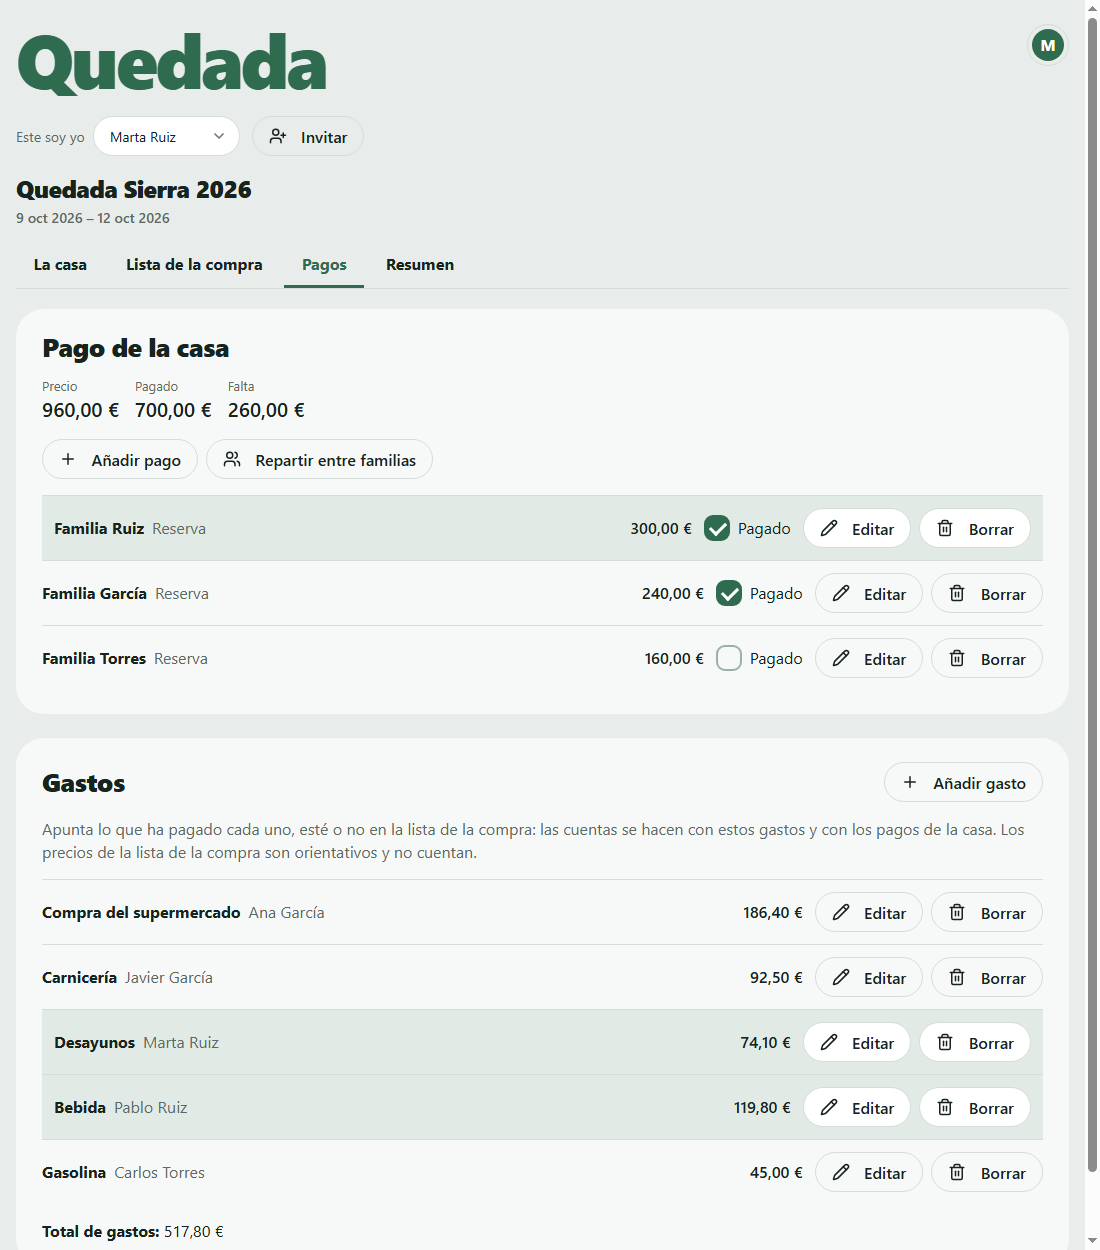 Quedada
M
Este soy yo Marta Ruiz Invitar
Quedada Sierra 2026
9 oct 2026 – 12 oct 2026
La casa Lista de la compra Pagos Resumen
Pago de la casa
Precio Pagado Falta
960,00 € 700,00 € 260,00 €
Añadir pago Repartir entre familias
Familia Ruiz Reserva 300,00 € Pagado Editar Borrar
Familia García Reserva 240,00 € Pagado Editar Borrar
Familia Torres Reserva 160,00 € Pagado Editar Borrar
Gastos Añadir gasto
Apunta lo que ha pagado cada uno, esté o no en la lista de la compra: las cuentas se hacen con estos gastos y con los pagos de la casa. Los
precios de la lista de la compra son orientativos y no cuentan.
Compra del supermercado Ana García 186,40 € Editar Borrar
Carnicería Javier García 92,50 € Editar Borrar
Desayunos Marta Ruiz 74,10 € Editar Borrar
Bebida Pablo Ruiz 119,80 € Editar Borrar
Gasolina Carlos Torres 45,00 € Editar Borrar
Total de gastos: 517,80 €